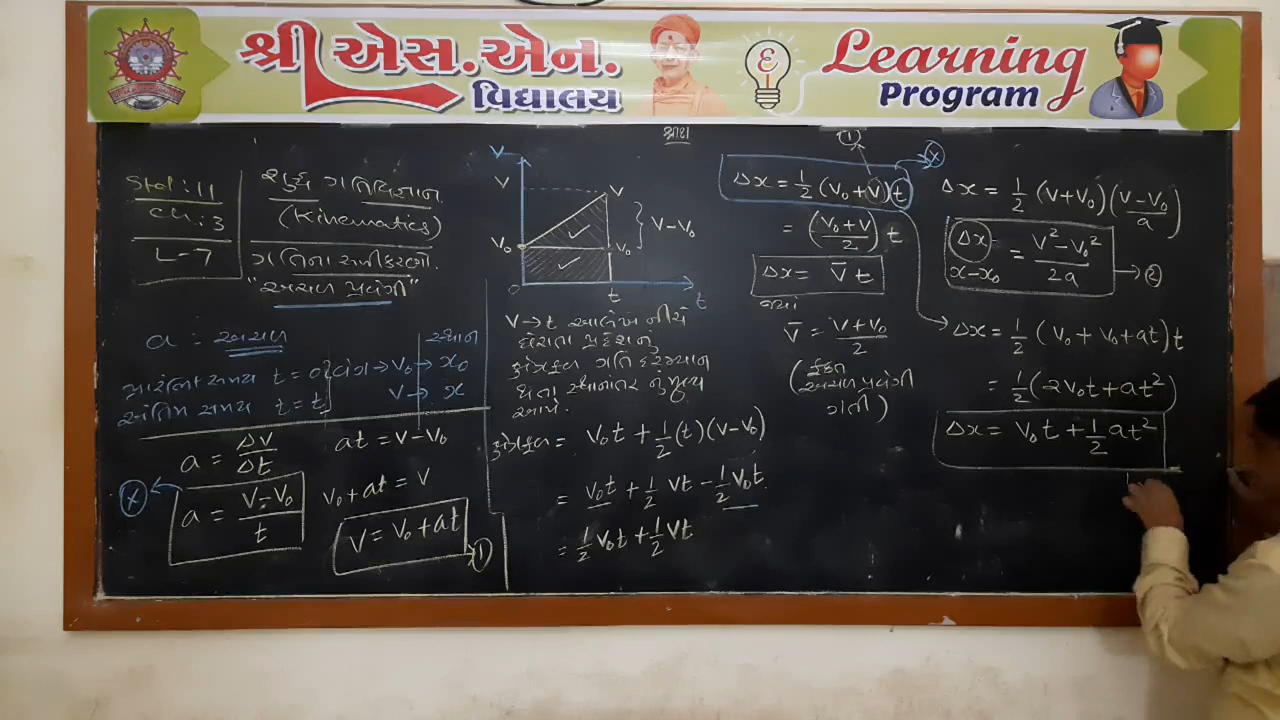 શ્રી એસ.એન.
વિદ્યાલય
Learning
Program
Std : 11
Ch : 3
L - 7
શુદ્ધ ગતિવિજ્ઞાન
(Kinematics)
ગતિના સમીકરણો
"અચળ પ્રવેગી"
a : અચળ
સ્થાન
પ્રારંભિક સમય t = 0 વેગ → V₀ → x₀
અંતિમ સમય t = t V → x
a = Δv/Δt
a = (V - V₀)/t
at = V - V₀
V₀ + at = V
V = V₀ + at → ①
V
V
V₀
V
V₀
V - V₀
0
t
t
V → t આલેખ નીચે
ઘેરાતા પ્રદેશનું
ક્ષેત્રફળ ગતિ દરમ્યાન
થતા સ્થાનાંતર નું મૂલ્ય
આપે.
ક્ષેત્રફળ = V₀t + 1/2 (t)(V - V₀)
= V₀t + 1/2 Vt - 1/2 V₀t
= 1/2 V₀t + 1/2 Vt
①
Δx = 1/2 (V₀ + V) t
= ((V₀ + V)/2) t
Δx = V̄ t
જ્યાં
V̄ = (V + V₀)/2
(ફક્ત
અચળ પ્રવેગી
ગતિ)
Δx = 1/2 (V + V₀) ((V - V₀)/a)
Δx = (V² - V₀²)/2a → ②
x - x₀
Δx = 1/2 (V₀ + V₀ + at) t
= 1/2 (2V₀t + at²)
Δx = V₀t + 1/2 at²